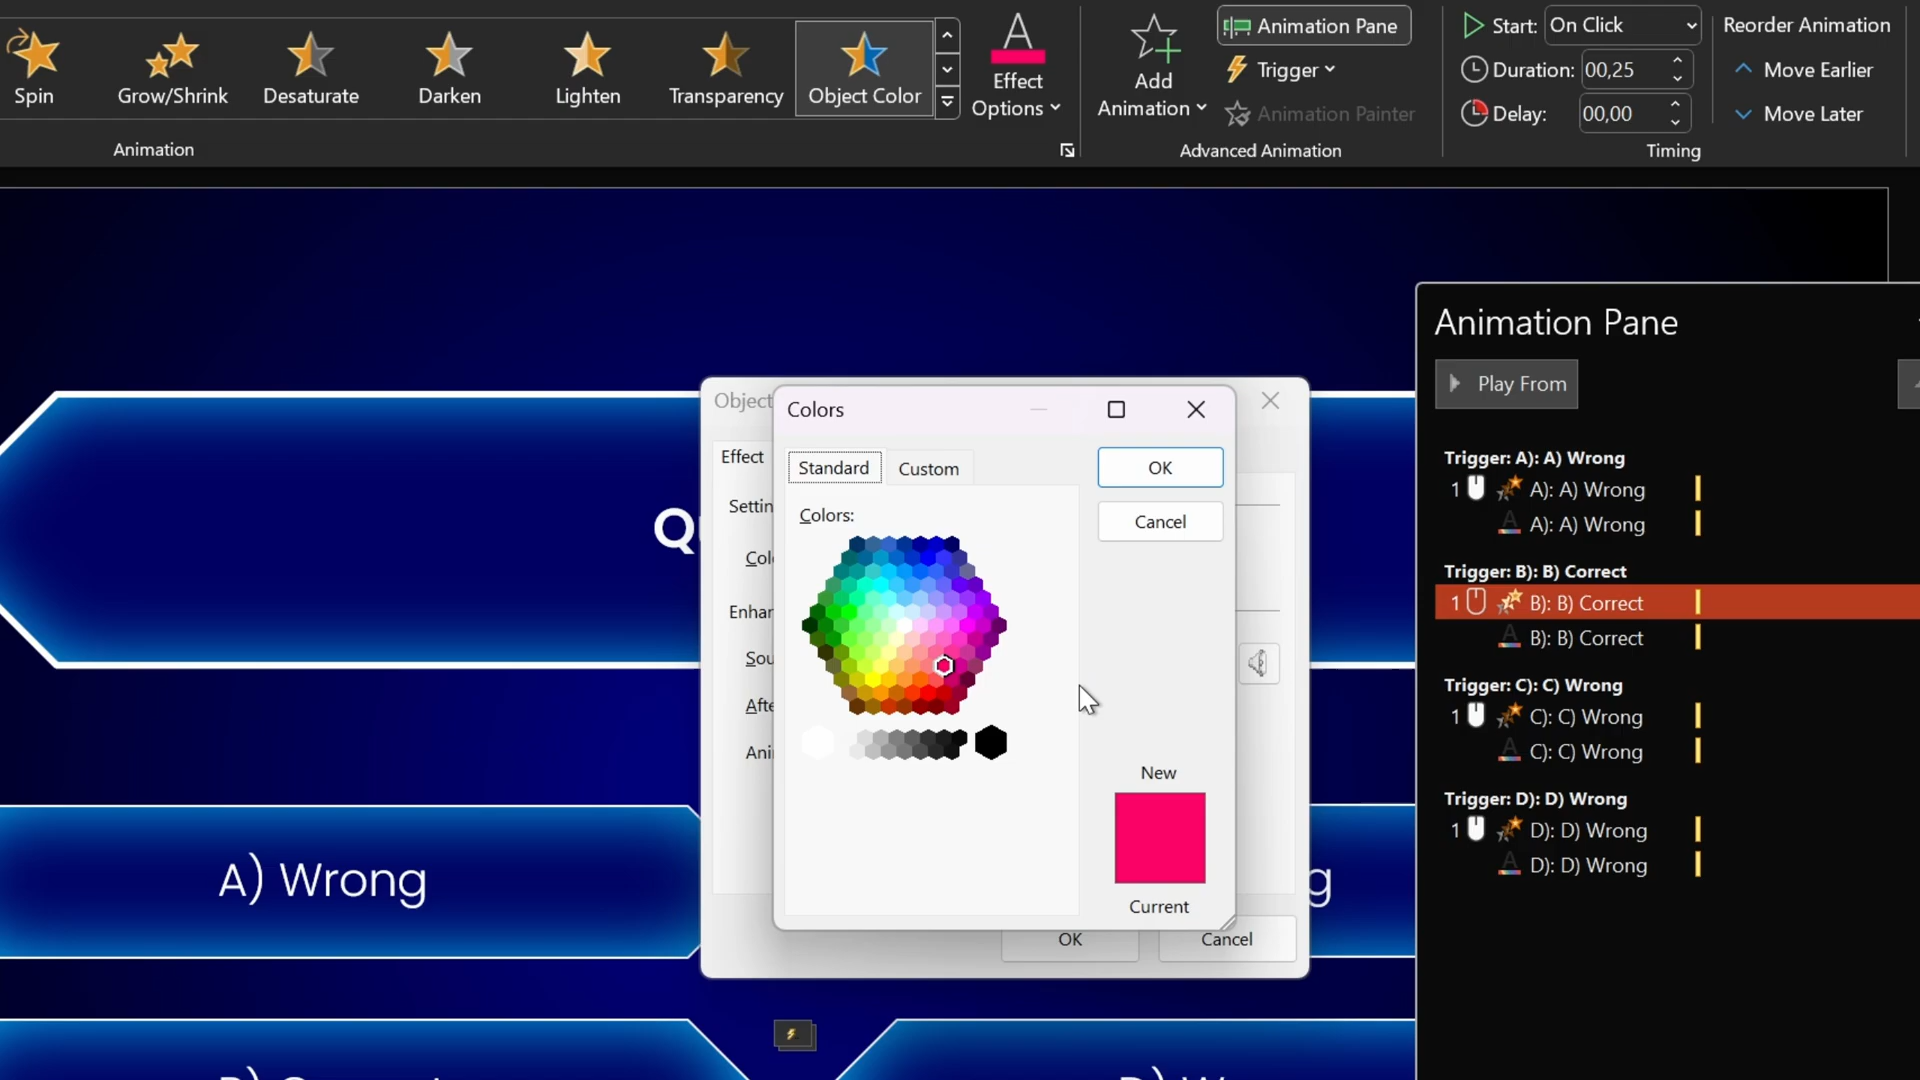 Spin
Grow/Shrink
Desaturate
Darken
Lighten
Transparency
Object Color
Effect
Options
Add
Animation
Animation Pane
Trigger
Animation Painter
Start: On Click
Duration: 00,25
Delay: 00,00
Reorder Animation
Move Earlier
Move Later
Animation
Advanced Animation
Timing
Animation Pane
Play From
Trigger: A): A) Wrong
1 A): A) Wrong
A): A) Wrong
Trigger: B): B) Correct
1 B): B) Correct
B): B) Correct
Trigger: C): C) Wrong
1 C): C) Wrong
C): C) Wrong
Trigger: D): D) Wrong
1 D): D) Wrong
D): D) Wrong
Object
Effect
Colors
Standard
Custom
OK
Cancel
Colors:
New
Current
OK
Cancel
A) Wrong